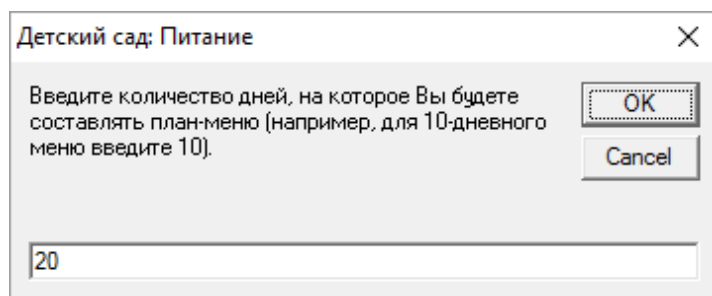 Детский сад: Питание
Введите количество дней, на которое Вы будете
составлять план-меню (например, для 10-дневного
меню введите 10).
OK
Cancel
20